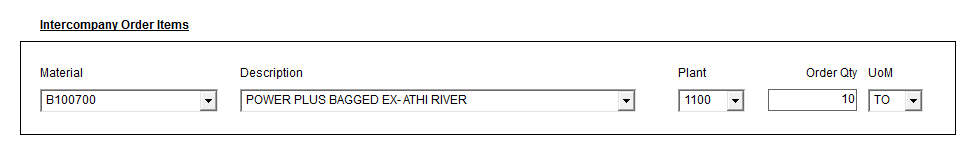 Intercompany Order Items
Material Description Plant Order Qty UoM
B100700 POWER PLUS BAGGED EX- ATHI RIVER 1100 10 TO